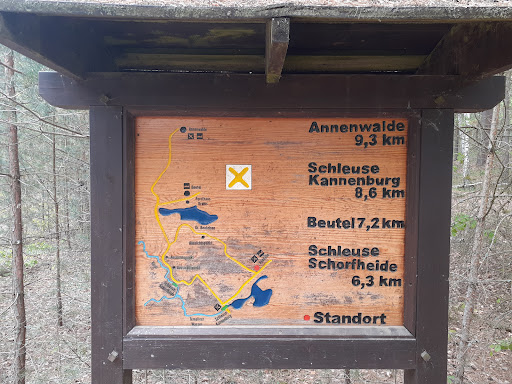 Annenwalde
9,3 km
Schleuse
Kannenburg
8,6 km
Beutel 7,2 km
Schleuse
Schorfheide
6,3 km
Standort